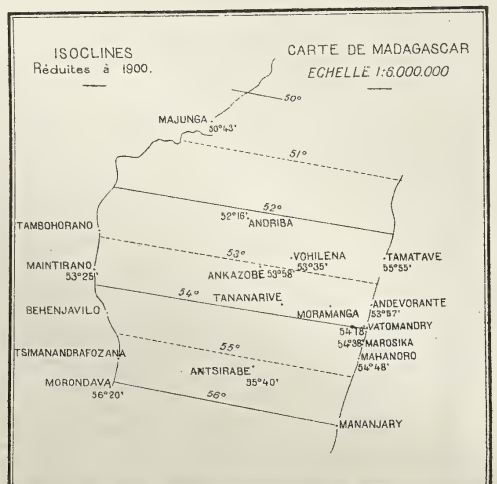 ISOCLINES
Réduites à 1900.
CARTE DE MADAGASCAR
ECHELLE 1:6.000.000
50°
MAJUNGA
50°43'
51°
52°
52°16'
ANDRIBA
TAMBOHORANO
53°
VOHILENA
53°35'
TAMATAVE
55°55'
MAINTIRANO
53°25'
ANKAZOBÉ 53°58'
54°
TANANARIVE
MORAMANGA
ANDEVORANTE
53°57'
BEHENJAVILO
54°18'
VATOMANDRY
54°38' MAROSIKA
MAHANORO
54°48'
55°
TSIMANANDRAFOZANA
ANTSIRABE
55°40'
MORONDAVA
56°20'
56°
MANANJARY